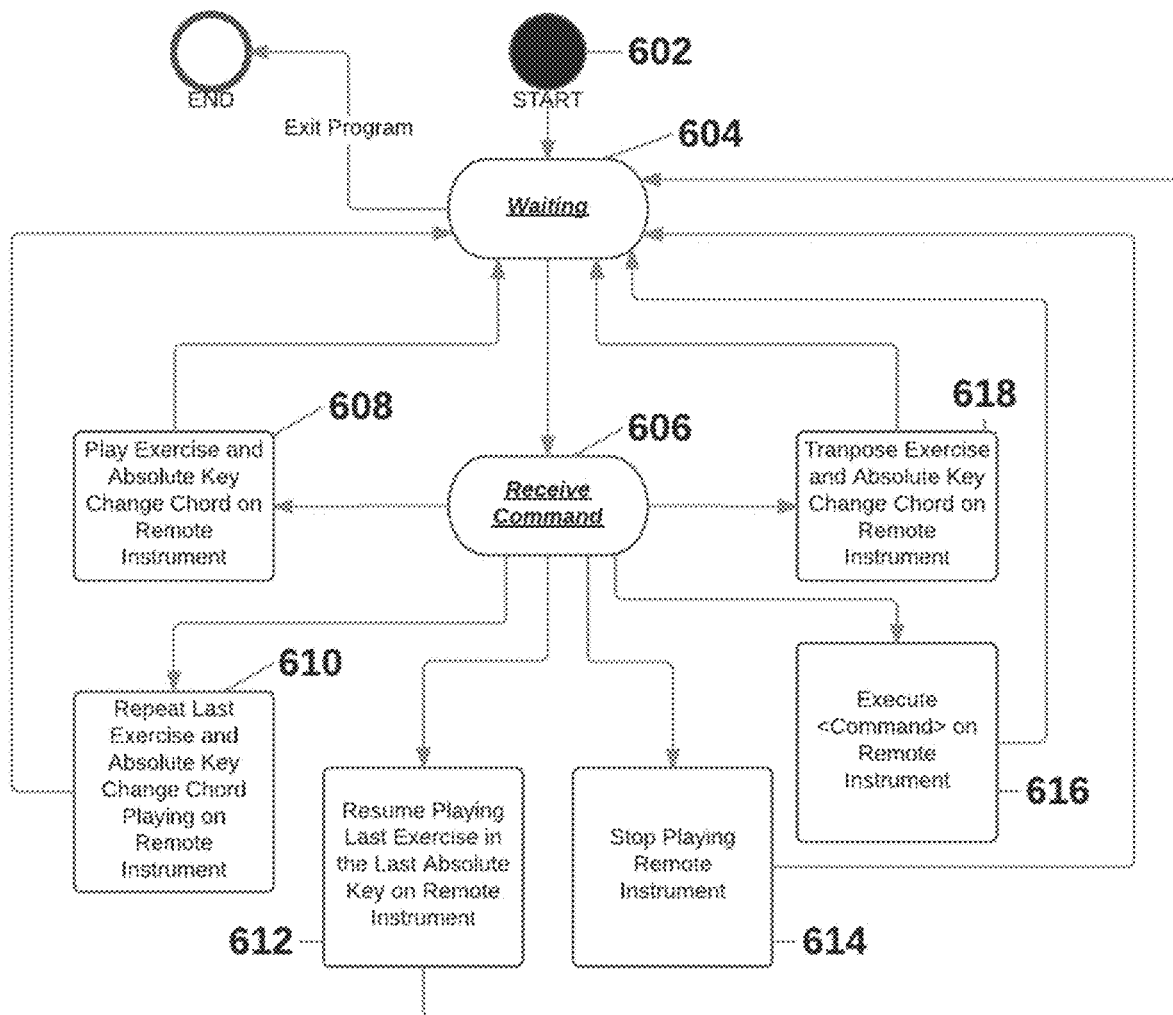 602
END
START
Exit Program
604
Waiting
608
618
606
Play Exercise and
Absolute Key
Change Chord on
Remote
Instrument
Receive
Command
Tranpose Exercise
and Absolute Key
Change Chord on
Remote
Instrument
610
Repeat Last
Exercise and
Absolute Key
Change Chord
Playing on
Remote
Instrument
Execute
<Command> on
Remote
Instrument
616
Resume Playing
Last Exercise in
the Last Absolute
Key on Remote
Instrument
612
Stop Playing
Remote
Instrument
614